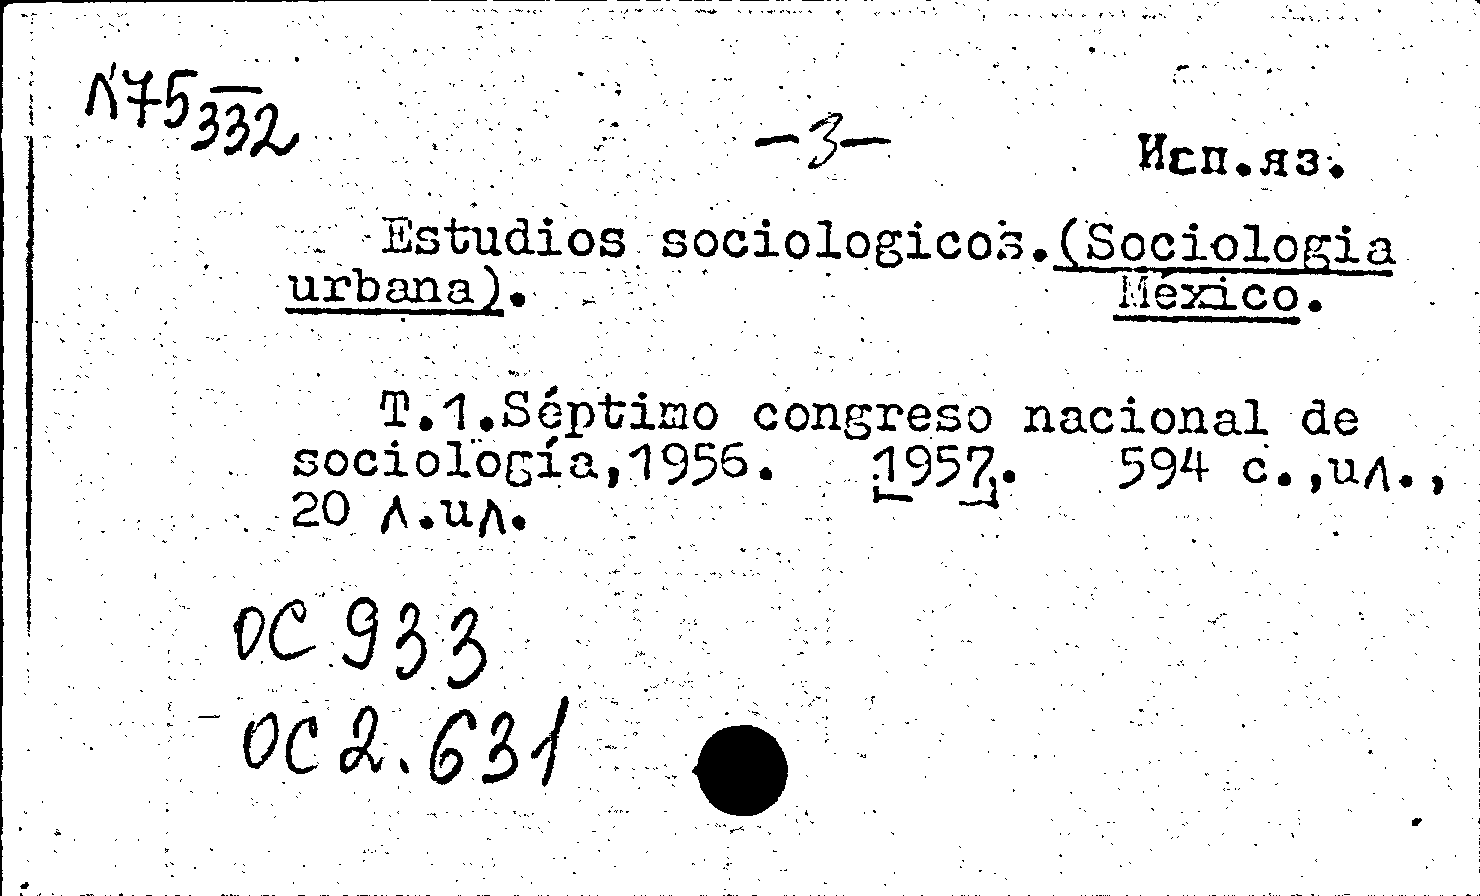 Л75
332
—3—
Исп.яз.
Estudios sociologicos.(Sociologia
urbana).
México.
T.1.Séptimo congreso nacional de
sociología,1956. [1957]. 594 с.,ил.,
20 л.ил.
ОС 933
ОС 2.631